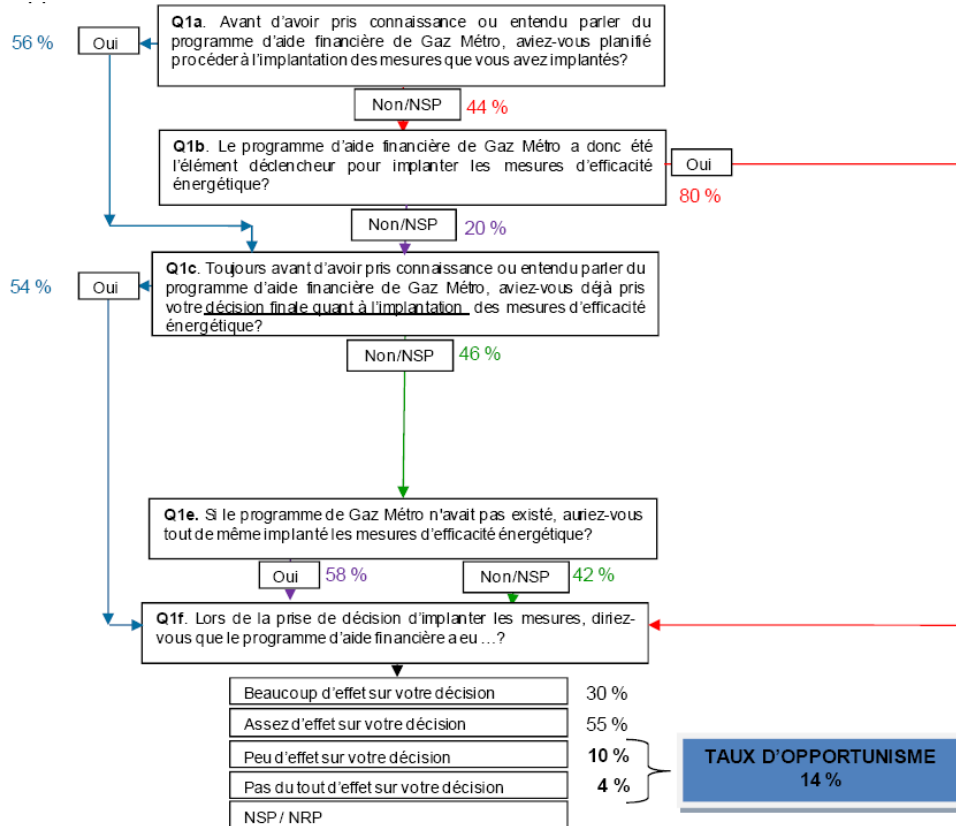 Q1a. Avant d'avoir pris connaissance ou entendu parler du
programme d'aide financière de Gaz Métro, aviez-vous planifié
procéder à l'implantation des mesures que vous avez implantés?
56 %
Oui
Non/NSP
44 %
Q1b. Le programme d'aide financière de Gaz Métro a donc été
l'élément déclencheur pour implanter les mesures d'efficacité
énergétique?
Oui
80 %
Non/NSP
20 %
Q1c. Toujours avant d'avoir pris connaissance ou entendu parler du
programme d'aide financière de Gaz Métro, aviez-vous déjà pris
votre décision finale quant à l'implantation des mesures d'efficacité
énergétique?
54 %
Oui
Non/NSP
46 %
Q1e. Si le programme de Gaz Métro n'avait pas existé, auriez-vous
tout de même implanté les mesures d'efficacité énergétique?
Oui
58 %
Non/NSP
42 %
Q1f. Lors de la prise de décision d'implanter les mesures, diriez-
vous que le programme d'aide financière a eu ...?
Beaucoup d'effet sur votre décision
30 %
Assez d'effet sur votre décision
55 %
Peu d'effet sur votre décision
10 %
Pas du tout d'effet sur votre décision
4 %
NSP / NRP
TAUX D'OPPORTUNISME
14 %